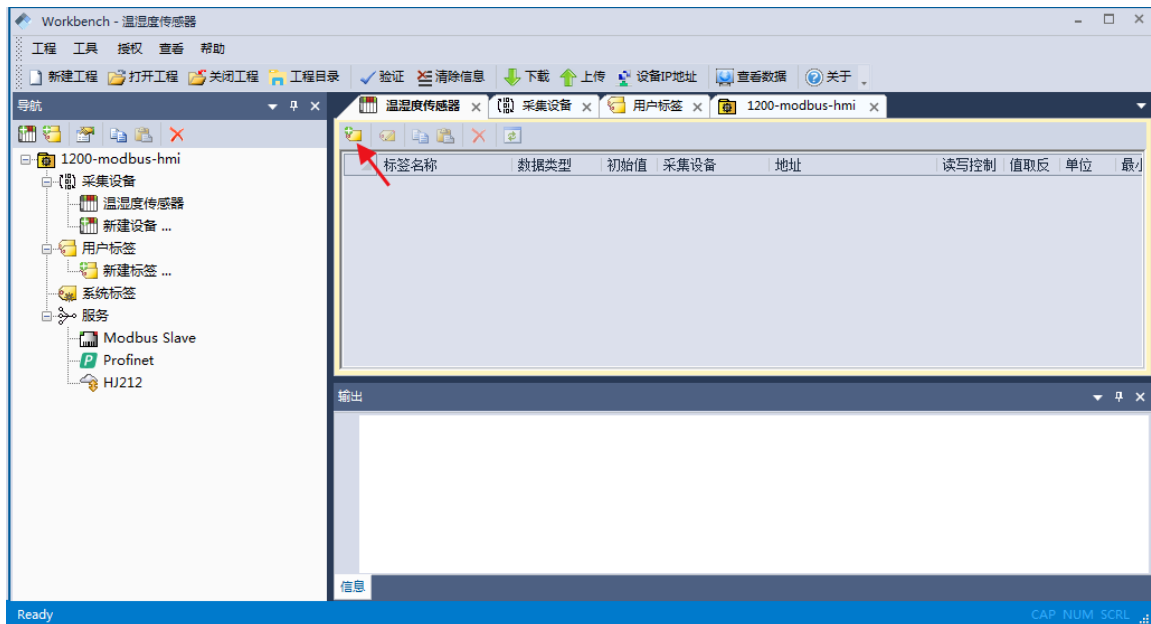 Workbench - 温湿度传感器
工程 工具 授权 查看 帮助
新建工程 打开工程 关闭工程 工程目录 验证 清除信息 下载 上传 设备IP地址 查看数据 关于
导航
温湿度传感器 采集设备 用户标签 1200-modbus-hmi
标签名称 数据类型 初始值 采集设备 地址 读写控制 值取反 单位 最小
1200-modbus-hmi
采集设备
温湿度传感器
新建设备 ...
用户标签
新建标签 ...
系统标签
服务
Modbus Slave
Profinet
HJ212
输出
信息
Ready
CAP NUM SCRL